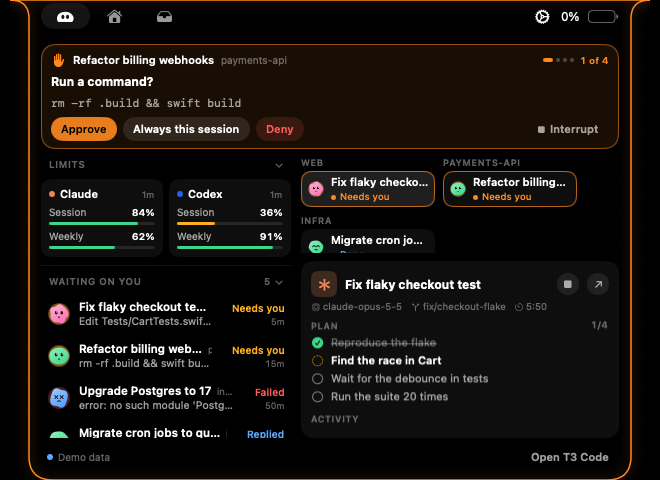 0%
Refactor billing webhooks payments-api
1 of 4
Run a command?
rm -rf .build && swift build
Approve
Always this session
Deny
Interrupt
LIMITS
Claude 1m
Session 84%
Weekly 62%
Codex 1m
Session 36%
Weekly 91%
WAITING ON YOU 5
Fix flaky checkout te... Needs you
Edit Tests/CartTests.swif... 5m
Refactor billing web... Needs you
rm -rf .build && swift bu... 15m
Upgrade Postgres to 17 in... Failed
error: no such module 'Postg... 50m
Migrate cron jobs to qu... Replied
WEB
Fix flaky checko...
Needs you
PAYMENTS-API
Refactor billing...
Needs you
INFRA
Migrate cron jo...
Fix flaky checkout test
claude-opus-5-5 fix/checkout-flake 5:50
PLAN 1/4
Reproduce the flake
Find the race in Cart
Wait for the debounce in tests
Run the suite 20 times
ACTIVITY
Demo data
Open T3 Code